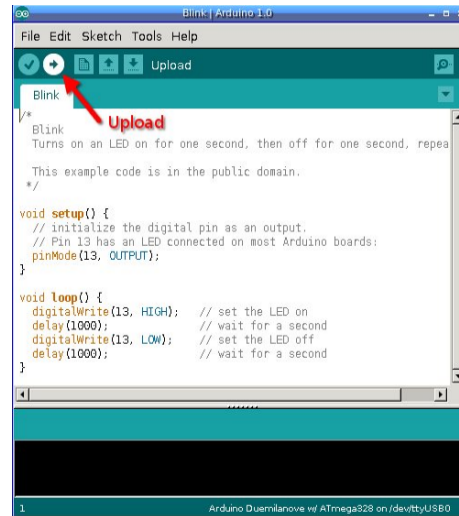 Blink | Arduino 1.0
File Edit Sketch Tools Help
Upload
Blink
Upload
/*
  Blink
  Turns on an LED on for one second, then off for one second, repea

  This example code is in the public domain.
 */

void setup() {
  // initialize the digital pin as an output.
  // Pin 13 has an LED connected on most Arduino boards:
  pinMode(13, OUTPUT);
}

void loop() {
  digitalWrite(13, HIGH);   // set the LED on
  delay(1000);              // wait for a second
  digitalWrite(13, LOW);    // set the LED off
  delay(1000);              // wait for a second
}
1
Arduino Duemilanove w/ ATmega328 on /dev/ttyUSB0